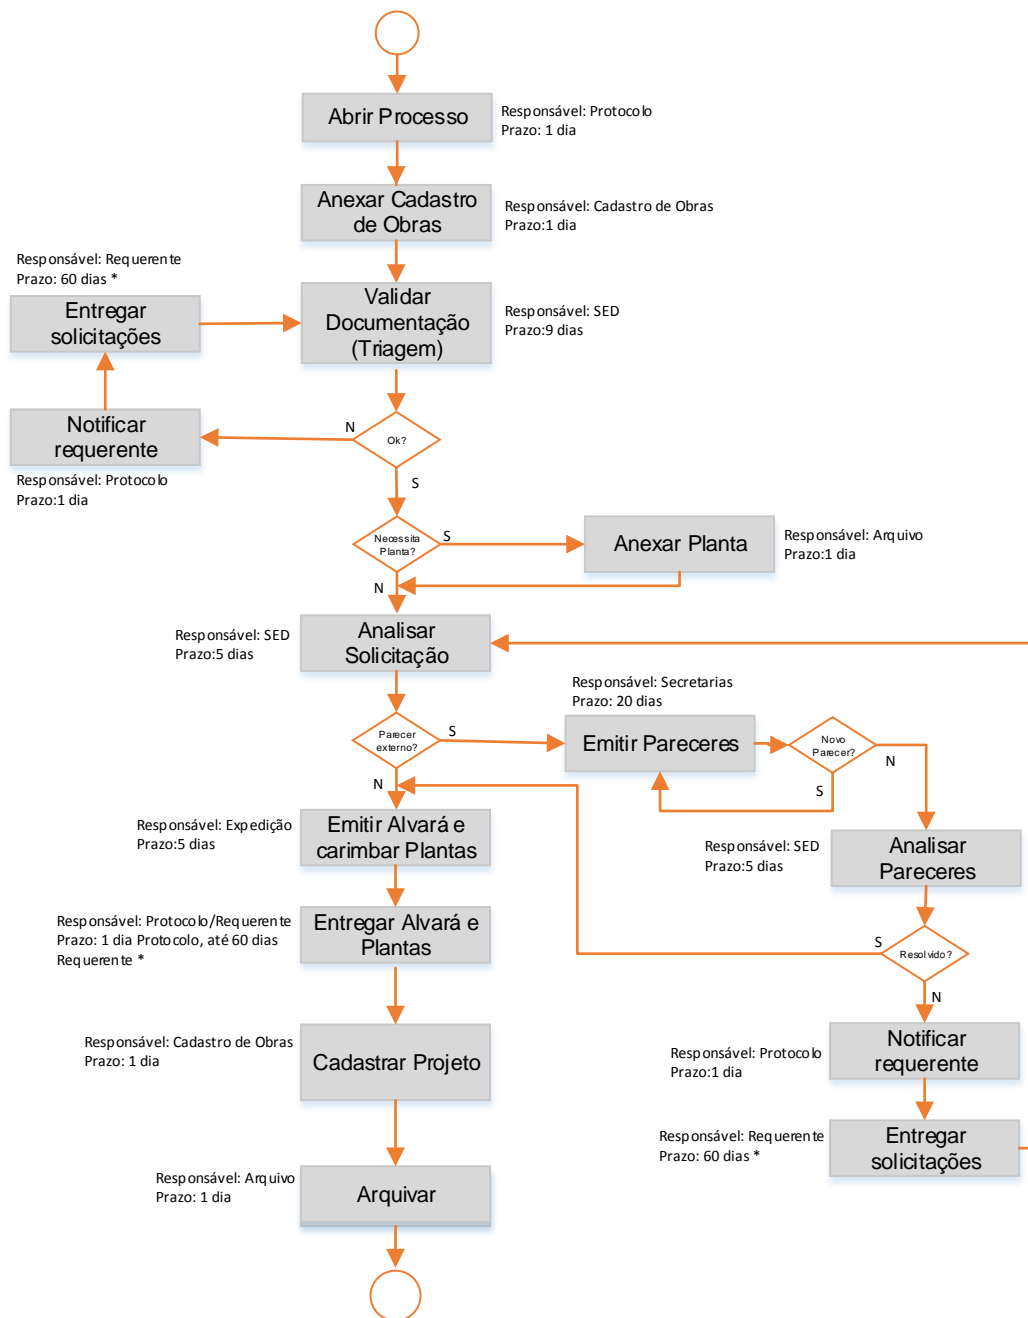 Abrir Processo
Responsável: Protocolo
Prazo: 1 dia
Anexar Cadastro
de Obras
Responsável: Cadastro de Obras
Prazo:1 dia
Responsável: Requerente
Prazo: 60 dias *
Entregar
solicitações
Validar
Documentação
(Triagem)
Responsável: SED
Prazo:9 dias
Notificar
requerente
Responsável: Protocolo
Prazo:1 dia
N
Ok?
S
Necessita
Planta?
S
N
Anexar Planta
Responsável: Arquivo
Prazo:1 dia
Responsável: SED
Prazo:5 dias
Analisar
Solicitação
Parecer
externo?
S
N
Responsável: Secretarias
Prazo: 20 dias
Emitir Pareceres
Novo
Parecer?
N
S
Responsável: Expedição
Prazo:5 dias
Emitir Alvará e
carimbar Plantas
Responsável: SED
Prazo:5 dias
Analisar
Pareceres
Responsável: Protocolo/Requerente
Prazo: 1 dia Protocolo, até 60 dias
Requerente *
Entregar Alvará e
Plantas
S
Resolvido?
N
Responsável: Cadastro de Obras
Prazo: 1 dia
Cadastrar Projeto
Responsável: Protocolo
Prazo:1 dia
Notificar
requerente
Responsável: Requerente
Prazo: 60 dias *
Entregar
solicitações
Responsável: Arquivo
Prazo: 1 dia
Arquivar